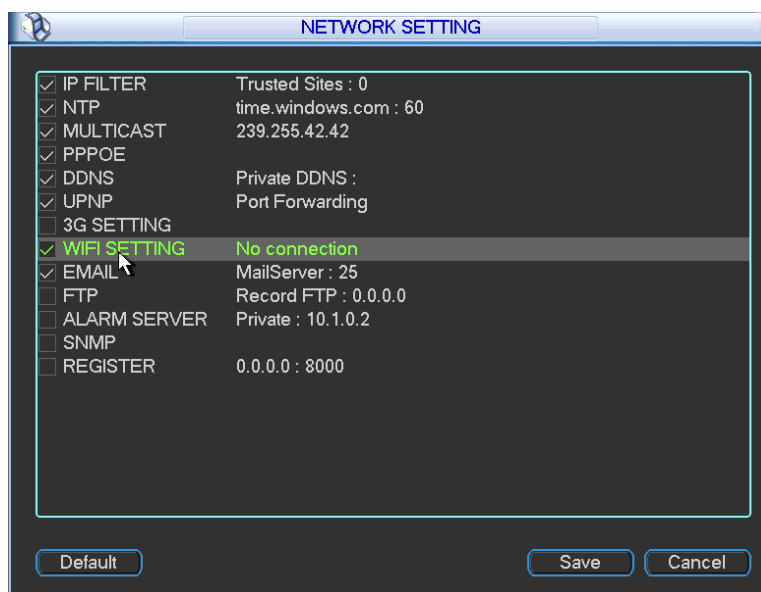 NETWORK SETTING
IP FILTER Trusted Sites : 0
NTP time.windows.com : 60
MULTICAST 239.255.42.42
PPPOE
DDNS Private DDNS :
UPNP Port Forwarding
3G SETTING
WIFI SETTING No connection
EMAIL MailServer : 25
FTP Record FTP : 0.0.0.0
ALARM SERVER Private : 10.1.0.2
SNMP
REGISTER 0.0.0.0 : 8000
Default Save Cancel